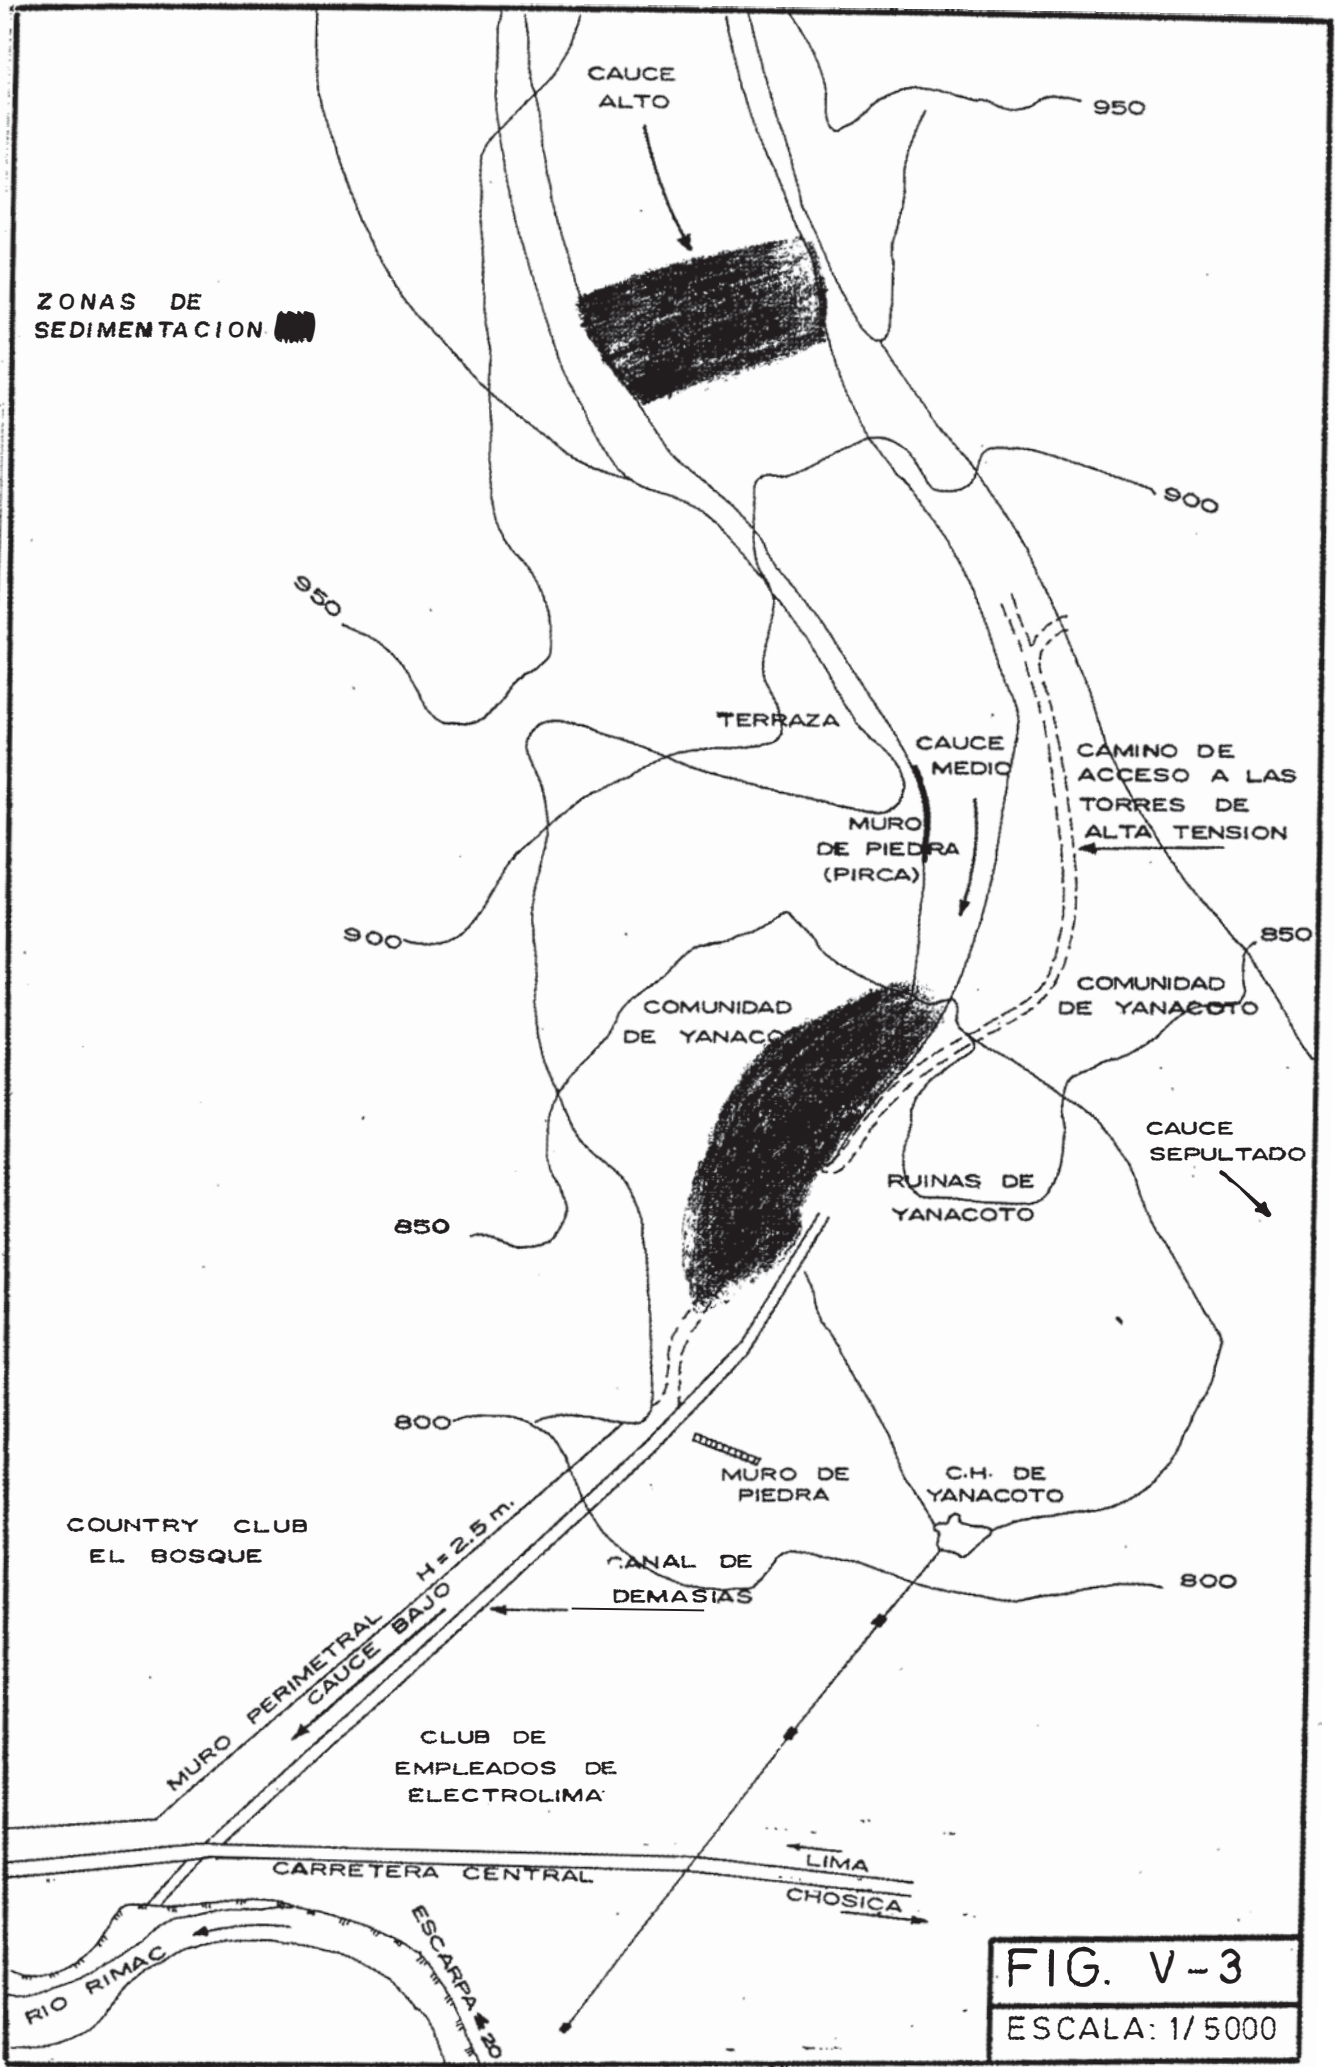 CAUCE
ALTO
950
ZONAS DE
SEDIMENTACION
900
950
TERRAZA
CAUCE
MEDIO
CAMINO DE
ACCESO A LAS
TORRES DE
ALTA TENSION
MURO
DE PIEDRA
(PIRCA)
900
850
COMUNIDAD
DE YANACOTO
COMUNIDAD
DE YANACO
CAUCE
SEPULTADO
RUINAS DE
YANACOTO
850
800
MURO DE
PIEDRA
C.H. DE
YANACOTO
COUNTRY CLUB
EL BOSQUE
MURO PERIMETRAL H=2.5 m.
CAUCE BAJO
CANAL DE
DEMASIAS
800
CLUB DE
EMPLEADOS DE
ELECTROLIMA
LIMA
CARRETERA CENTRAL
CHOSICA
ESCARPA 20
RIO RIMAC
FIG. V-3
ESCALA: 1/5000